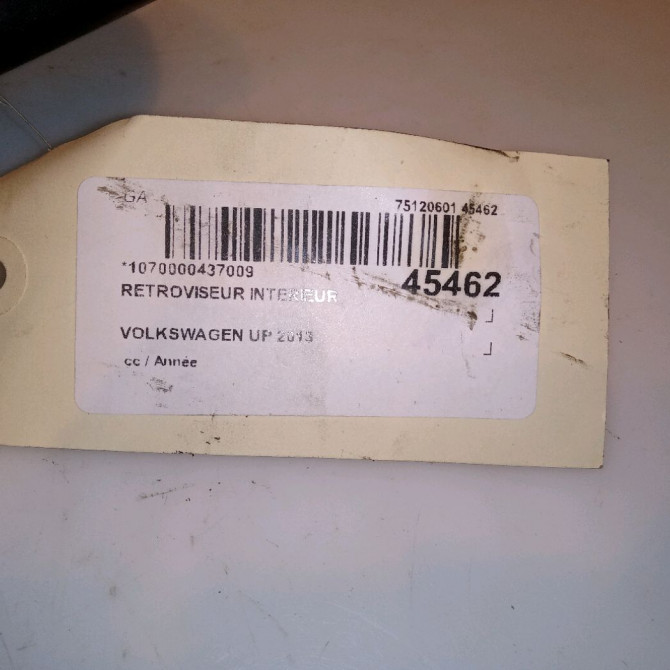 GA 75120601 45462
*1070000437009 45462
RETROVISEUR INTERIEUR
VOLKSWAGEN UP 2013
cc / Année